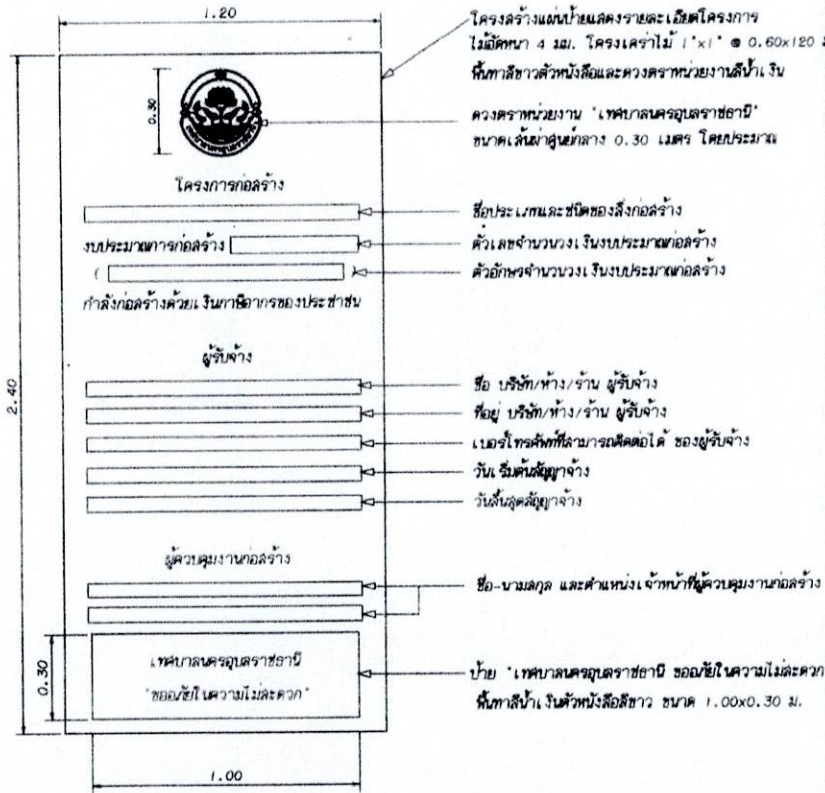 1.20
โครงสร้างแผ่นป้ายแสดงรายละเอียดโครงการ
ไม้อัดหนา 4 มม. โครงเคร่าไม้ 1"x1" @ 0.60x120
พื้นทาสีขาวตัวหนังสือและดวงตราหน่วยงานสีน้ำเงิน
0.30
ดวงตราหน่วยงาน "เทศบาลนครอุบลราชธานี"
ขนาดเส้นผ่าศูนย์กลาง 0.30 เมตร โดยประมาณ
โครงการก่อสร้าง
ชื่อประเภทและชนิดของสิ่งก่อสร้าง
งบประมาณการก่อสร้าง
ตัวเลขจำนวนวงเงินงบประมาณก่อสร้าง
( )
ตัวอักษรจำนวนวงเงินงบประมาณก่อสร้าง
กำลังก่อสร้างด้วยเงินภาษีอากรของประชาชน
2.40
ผู้รับจ้าง
ชื่อ บริษัท/ห้าง/ร้าน ผู้รับจ้าง
ที่อยู่ บริษัท/ห้าง/ร้าน ผู้รับจ้าง
เบอร์โทรศัพท์ที่สามารถติดต่อได้ ของผู้รับจ้าง
วันเริ่มต้นสัญญาจ้าง
วันสิ้นสุดสัญญาจ้าง
ผู้ควบคุมงานก่อสร้าง
ชื่อ-นามสกุล และตำแหน่งเจ้าหน้าที่ผู้ควบคุมงานก่อสร้าง
0.30
เทศบาลนครอุบลราชธานี
"ขออภัยในความไม่สะดวก"
ป้าย "เทศบาลนครอุบลราชธานี ขออภัยในความไม่สะดวก
พื้นทาสีน้ำเงินตัวหนังสือสีขาว ขนาด 1.00x0.30 ม.
1.00